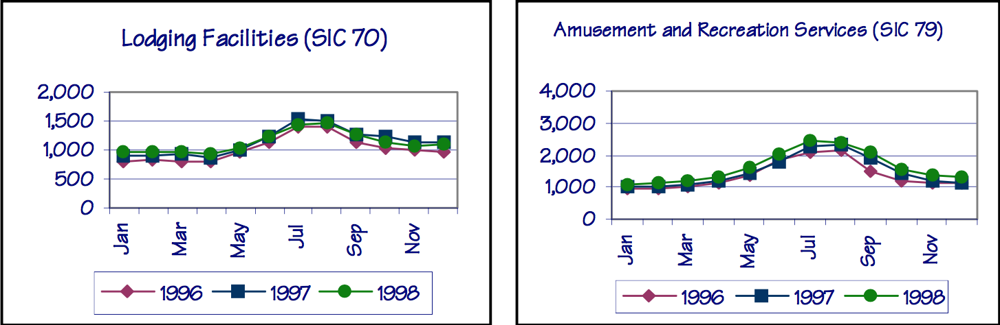 Lodging Facilities (SIC 70)
2,000
1,500
1,000
500
0
Jan
Mar
May
Jul
Sep
Nov
1996 1997 1998
Amusement and Recreation Services (SIC 79)
4,000
3,000
2,000
1,000
0
Jan
Mar
May
Jul
Sep
Nov
1996 1997 1998